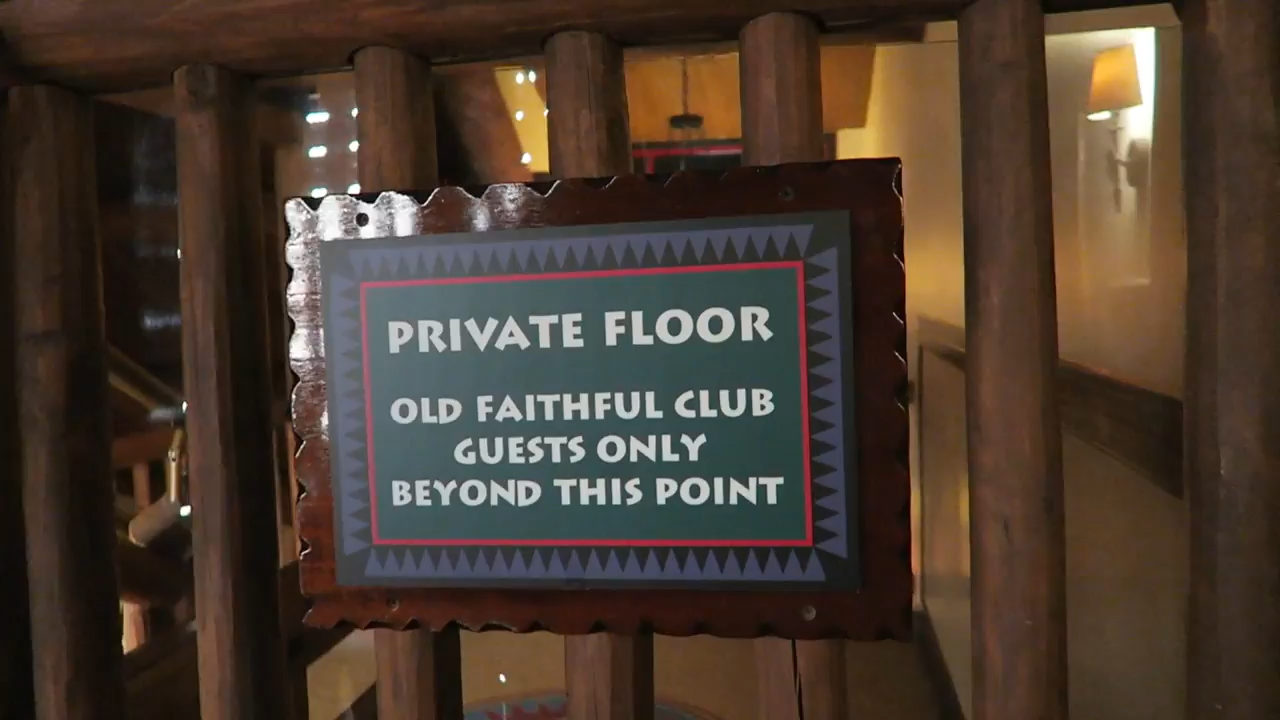 PRIVATE FLOOR
OLD FAITHFUL CLUB
GUESTS ONLY
BEYOND THIS POINT